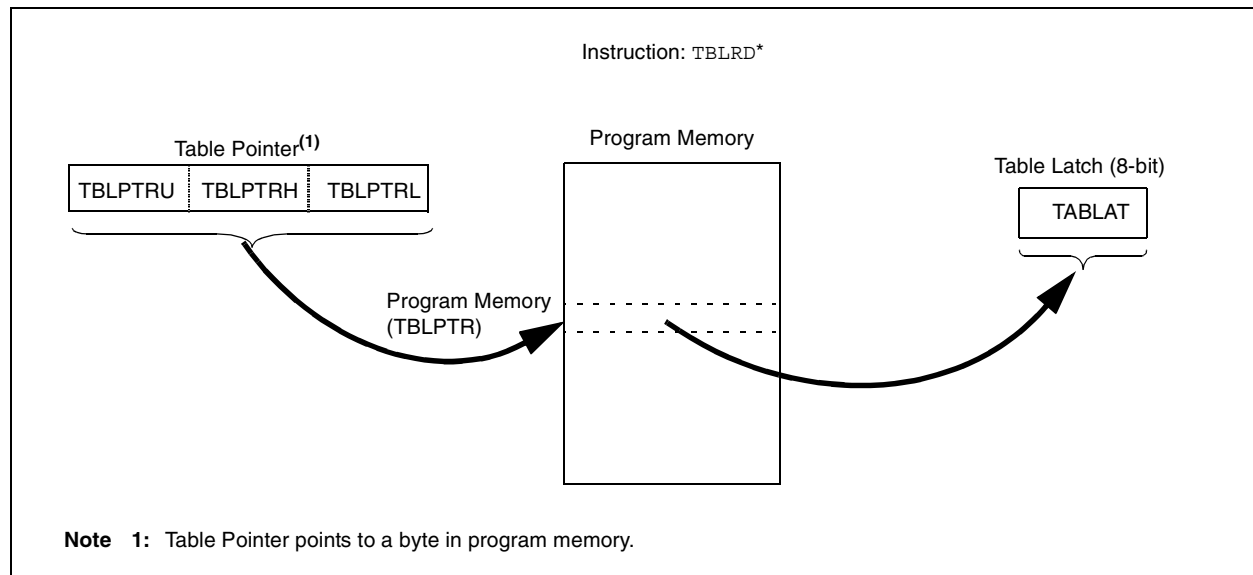 Instruction: TBLRD*
Table Pointer(1)
TBLPTRU TBLPTRH TBLPTRL
Program Memory
Table Latch (8-bit)
TABLAT
Program Memory
(TBLPTR)
Note 1: Table Pointer points to a byte in program memory.